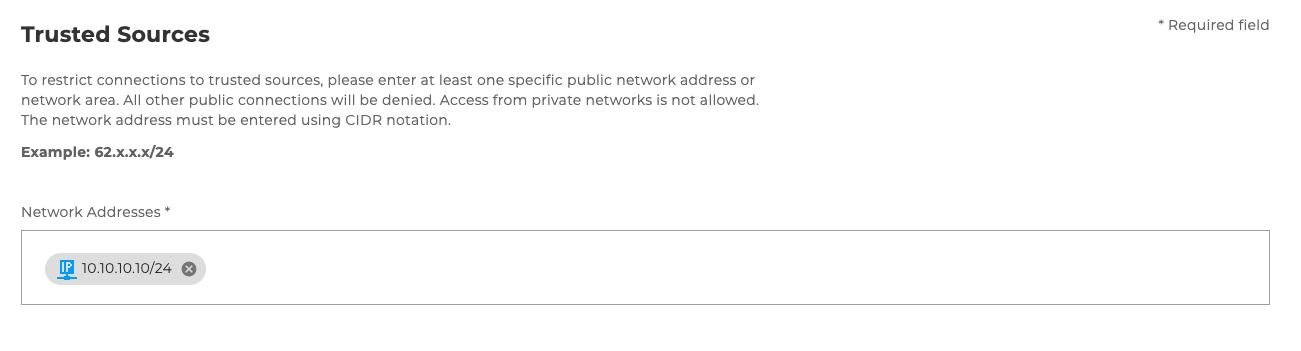 Trusted Sources
* Required field
To restrict connections to trusted sources, please enter at least one specific public network address or
network area. All other public connections will be denied. Access from private networks is not allowed.
The network address must be entered using CIDR notation.
Example: 62.x.x.x/24
Network Addresses *
IP 10.10.10.10/24